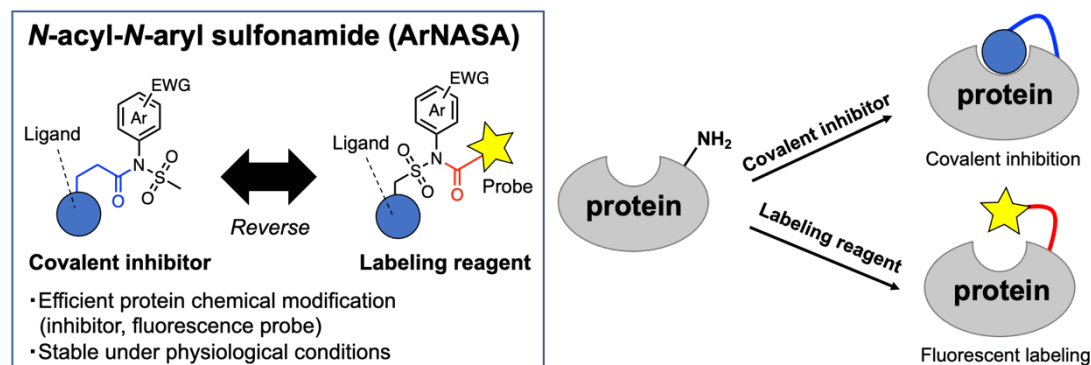 N-acyl-N-aryl sulfonamide (ArNASA)
EWG
Ar
Ligand
N
S
O
O
O
Covalent inhibitor
Reverse
EWG
Ar
Ligand
O
S
N
O
O
Probe
Labeling reagent
・Efficient protein chemical modification
(inhibitor, fluorescence probe)
・Stable under physiological conditions
NH2
protein
Covalent inhibitor
Labeling reagent
protein
Covalent inhibition
protein
Fluorescent labeling